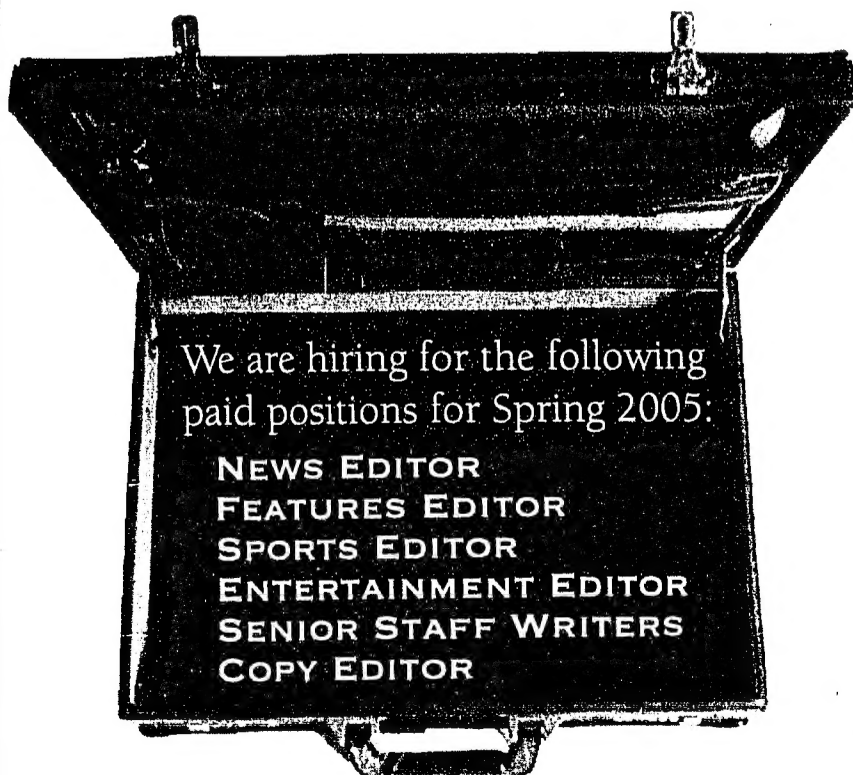 We are hiring for the following
paid positions for Spring 2005:
NEWS EDITOR
FEATURES EDITOR
SPORTS EDITOR
ENTERTAINMENT EDITOR
SENIOR STAFF WRITERS
COPY EDITOR